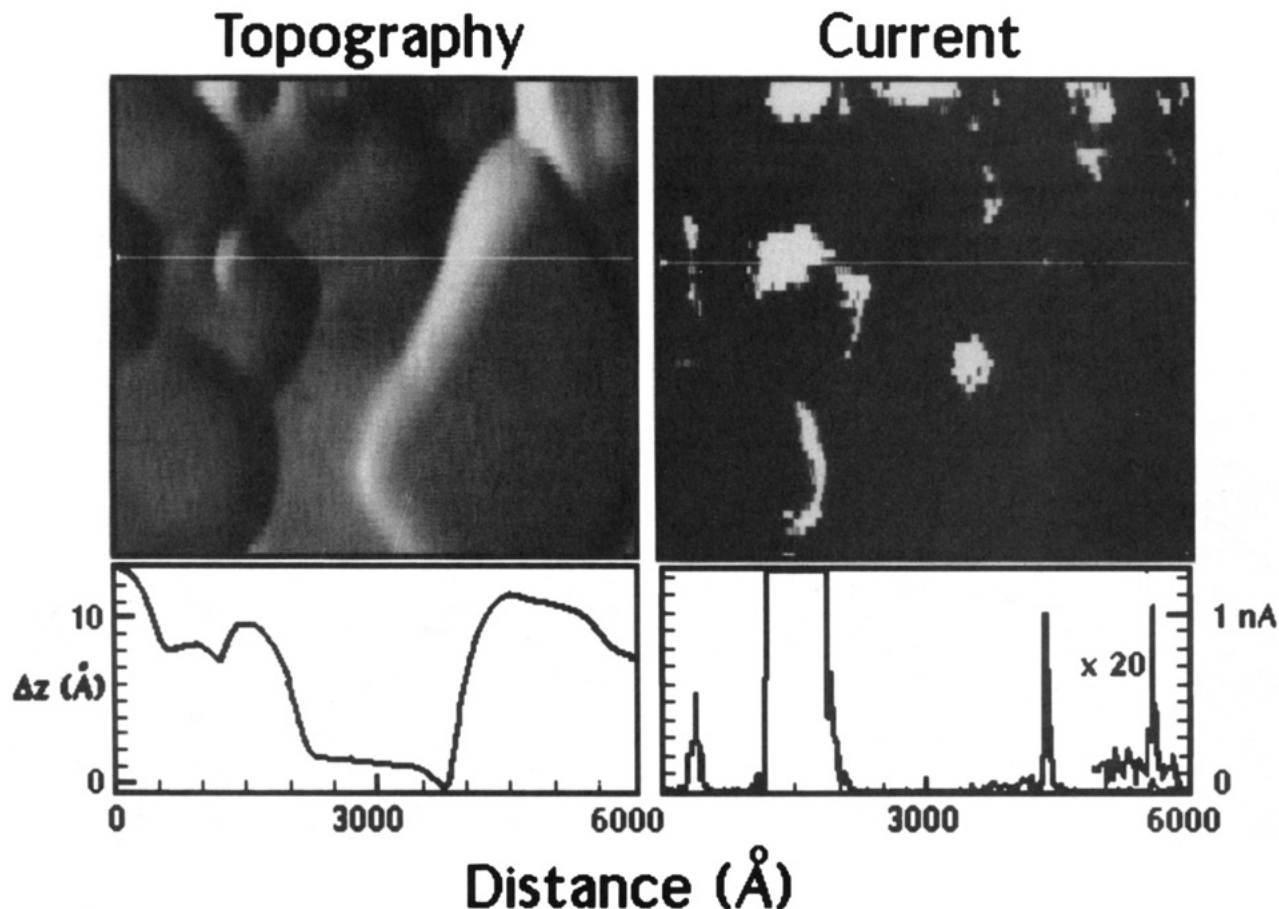 Topography
Current
10
Δz (Å)
0
0
3000
6000
x 20
1 nA
0
3000
6000
Distance (Å)